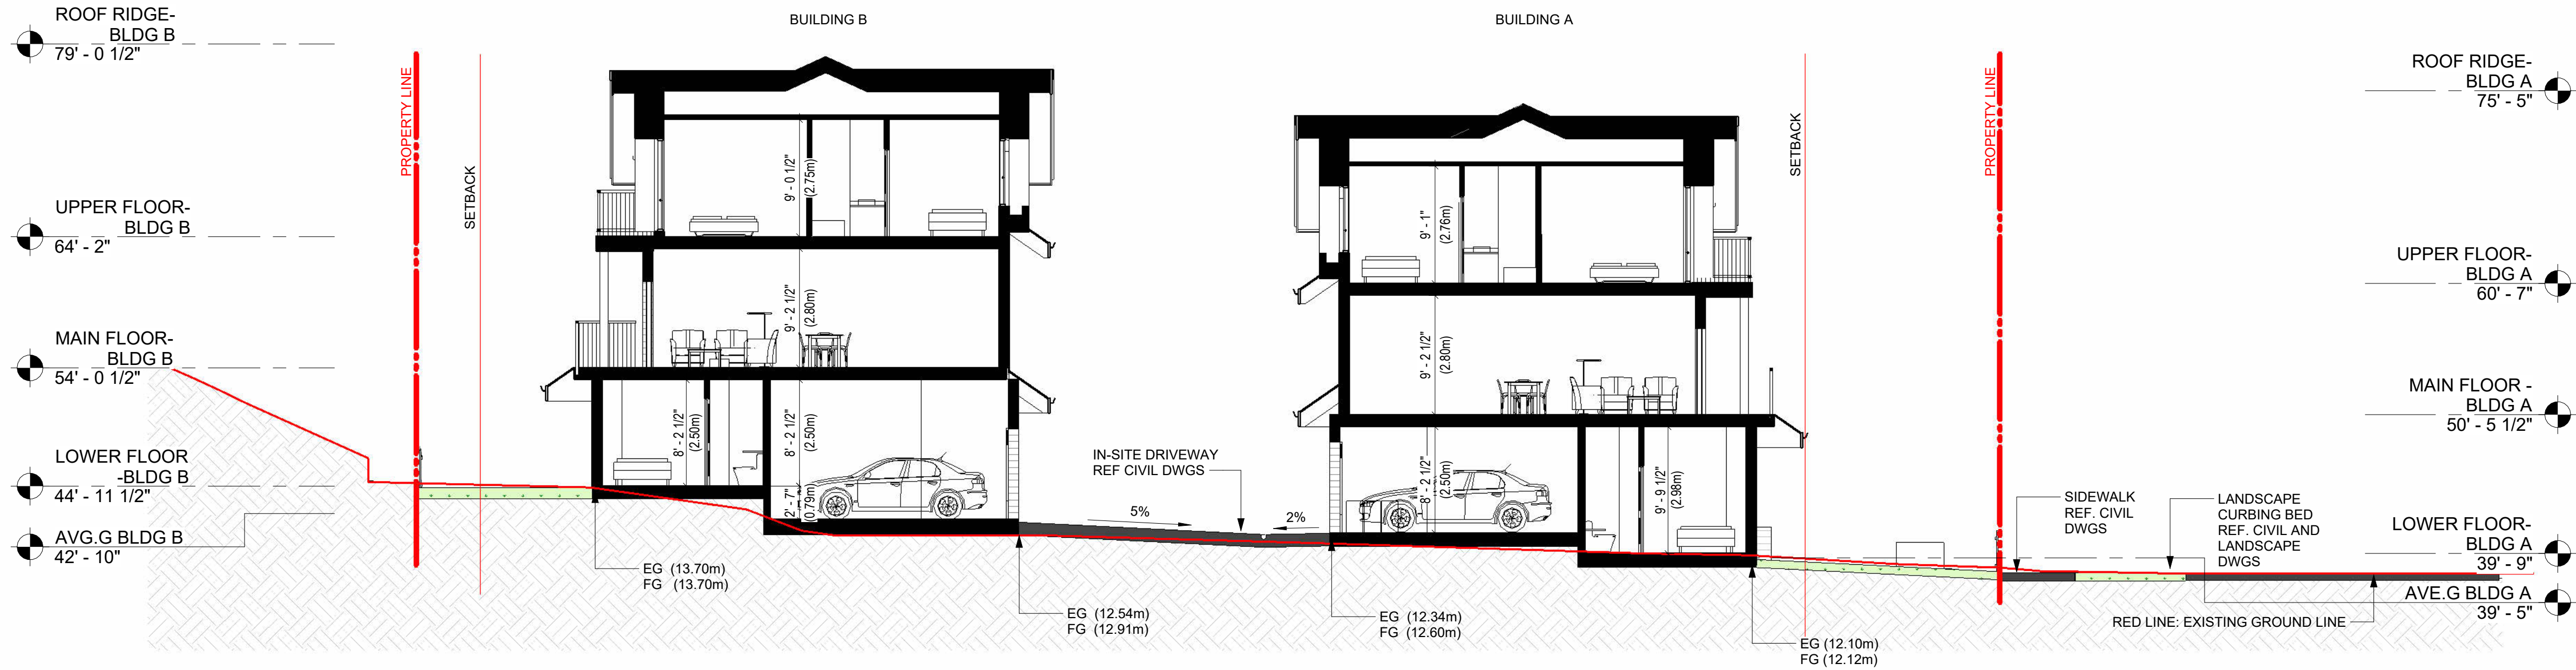 BUILDING B
BUILDING A
ROOF RIDGE-
BLDG B
79' - 0 1/2"
UPPER FLOOR-
BLDG B
64' - 2"
MAIN FLOOR-
BLDG B
54' - 0 1/2"
LOWER FLOOR
-BLDG B
44' - 11 1/2"
AVG.G BLDG B
42' - 10"
PROPERTY LINE
SETBACK
9' - 0 1/2"
(2.75m)
9' - 2 1/2"
(2.80m)
8' - 2 1/2"
(2.50m)
8' - 2 1/2"
(2.50m)
2' - 7"
(0.79m)
EG (13.70m)
FG (13.70m)
EG (12.54m)
FG (12.91m)
IN-SITE DRIVEWAY
REF CIVIL DWGS
5%
2%
9' - 1"
(2.76m)
9' - 2 1/2"
(2.80m)
8' - 2 1/2"
(2.50m)
9' - 9 1/2"
(2.98m)
EG (12.34m)
FG (12.60m)
EG (12.10m)
FG (12.12m)
SETBACK
PROPERTY LINE
SIDEWALK
REF. CIVIL
DWGS
LANDSCAPE
CURBING BED
REF. CIVIL AND
LANDSCAPE
DWGS
RED LINE: EXISTING GROUND LINE
ROOF RIDGE-
BLDG A
75' - 5"
UPPER FLOOR-
BLDG A
60' - 7"
MAIN FLOOR -
BLDG A
50' - 5 1/2"
LOWER FLOOR-
BLDG A
39' - 9"
AVE.G BLDG A
39' - 5"